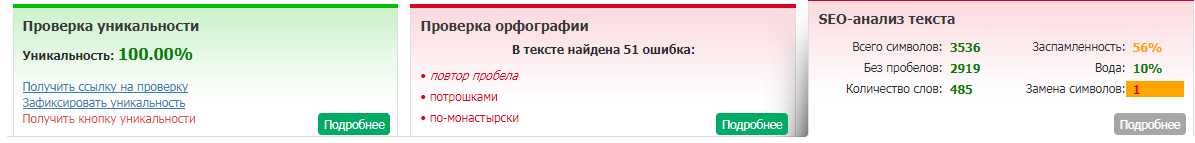 Проверка уникальности
Уникальность: 100.00%
Получить ссылку на проверку
Зафиксировать уникальность
Получить кнопку уникальности
Подробнее
Проверка орфографии
В тексте найдена 51 ошибка:
• повтор пробела
• потрошками
• по-монастырски
Подробнее
SEO-анализ текста
Всего символов: 3536 Заспамленность: 56%
Без пробелов: 2919 Вода: 10%
Количество слов: 485 Замена символов: 1
Подробнее